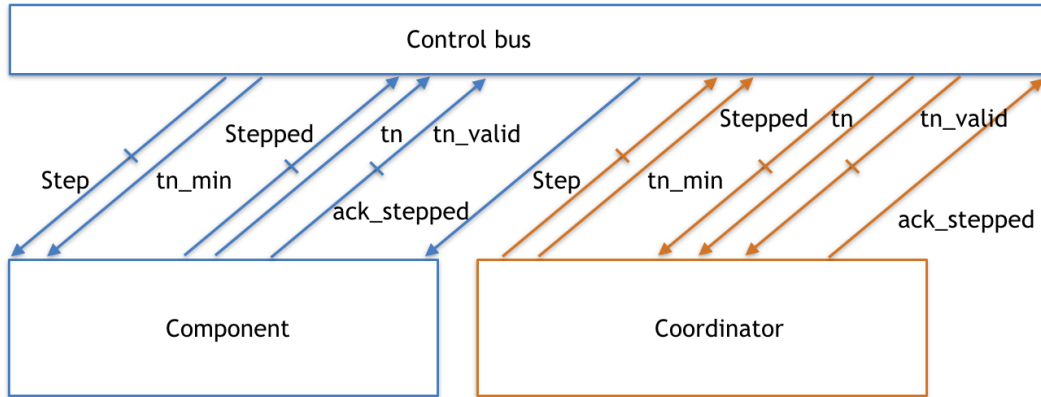 Control bus
Stepped
tn
tn_valid
Step
tn_min
ack_stepped
Stepped
tn
tn_valid
Step
tn_min
ack_stepped
Component
Coordinator